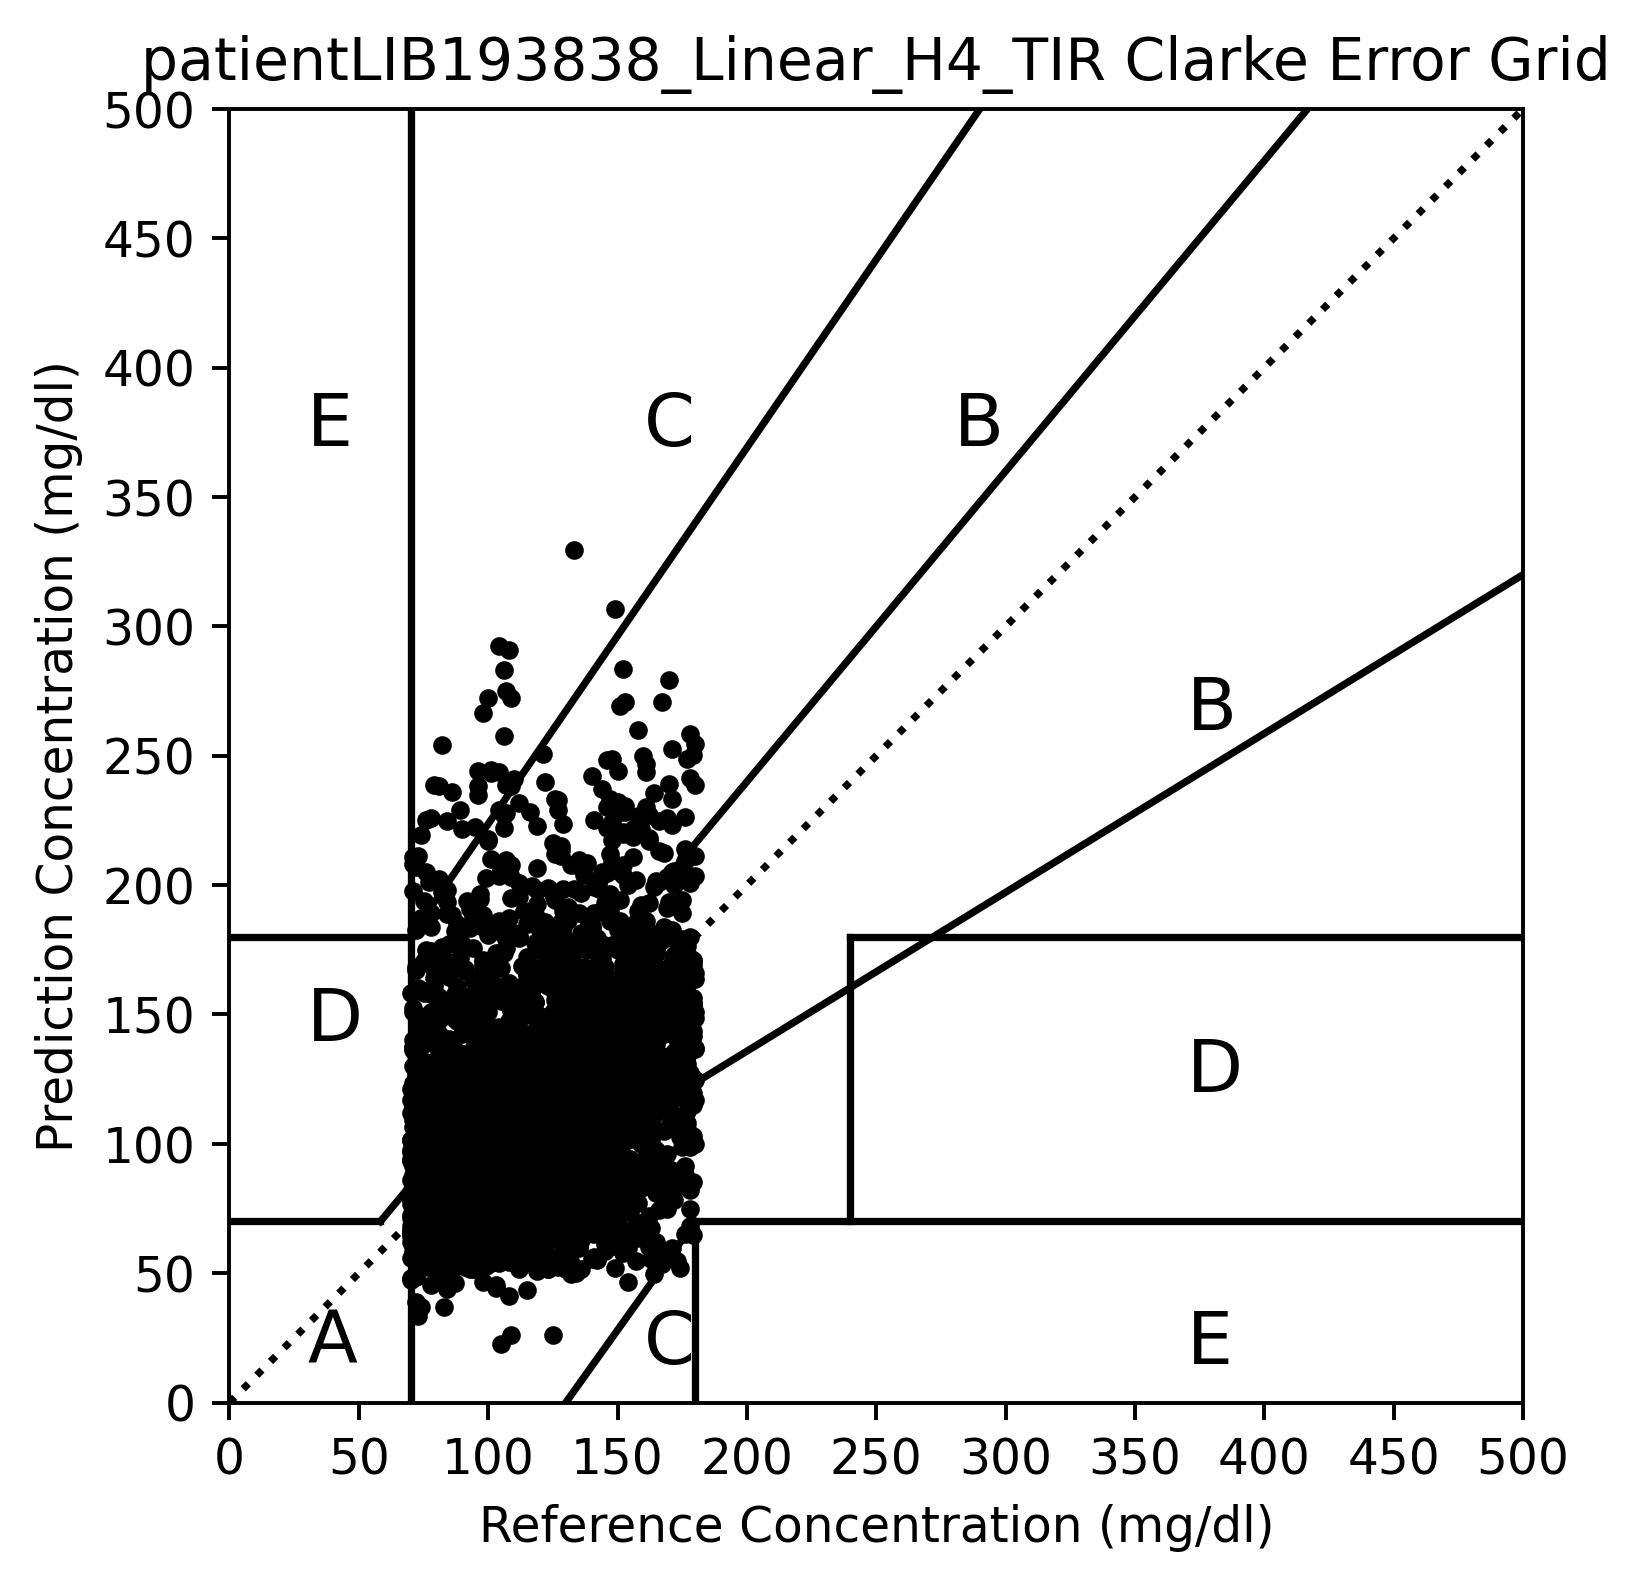 patientLIB193838_Linear_H4_TIR Clarke Error Grid
500
450
400
350
300
250
200
150
100
50
0
Prediction Concentration (mg/dl)
E
C
B
B
D
D
A
C
E
0 50 100 150 200 250 300 350 400 450 500
Reference Concentration (mg/dl)